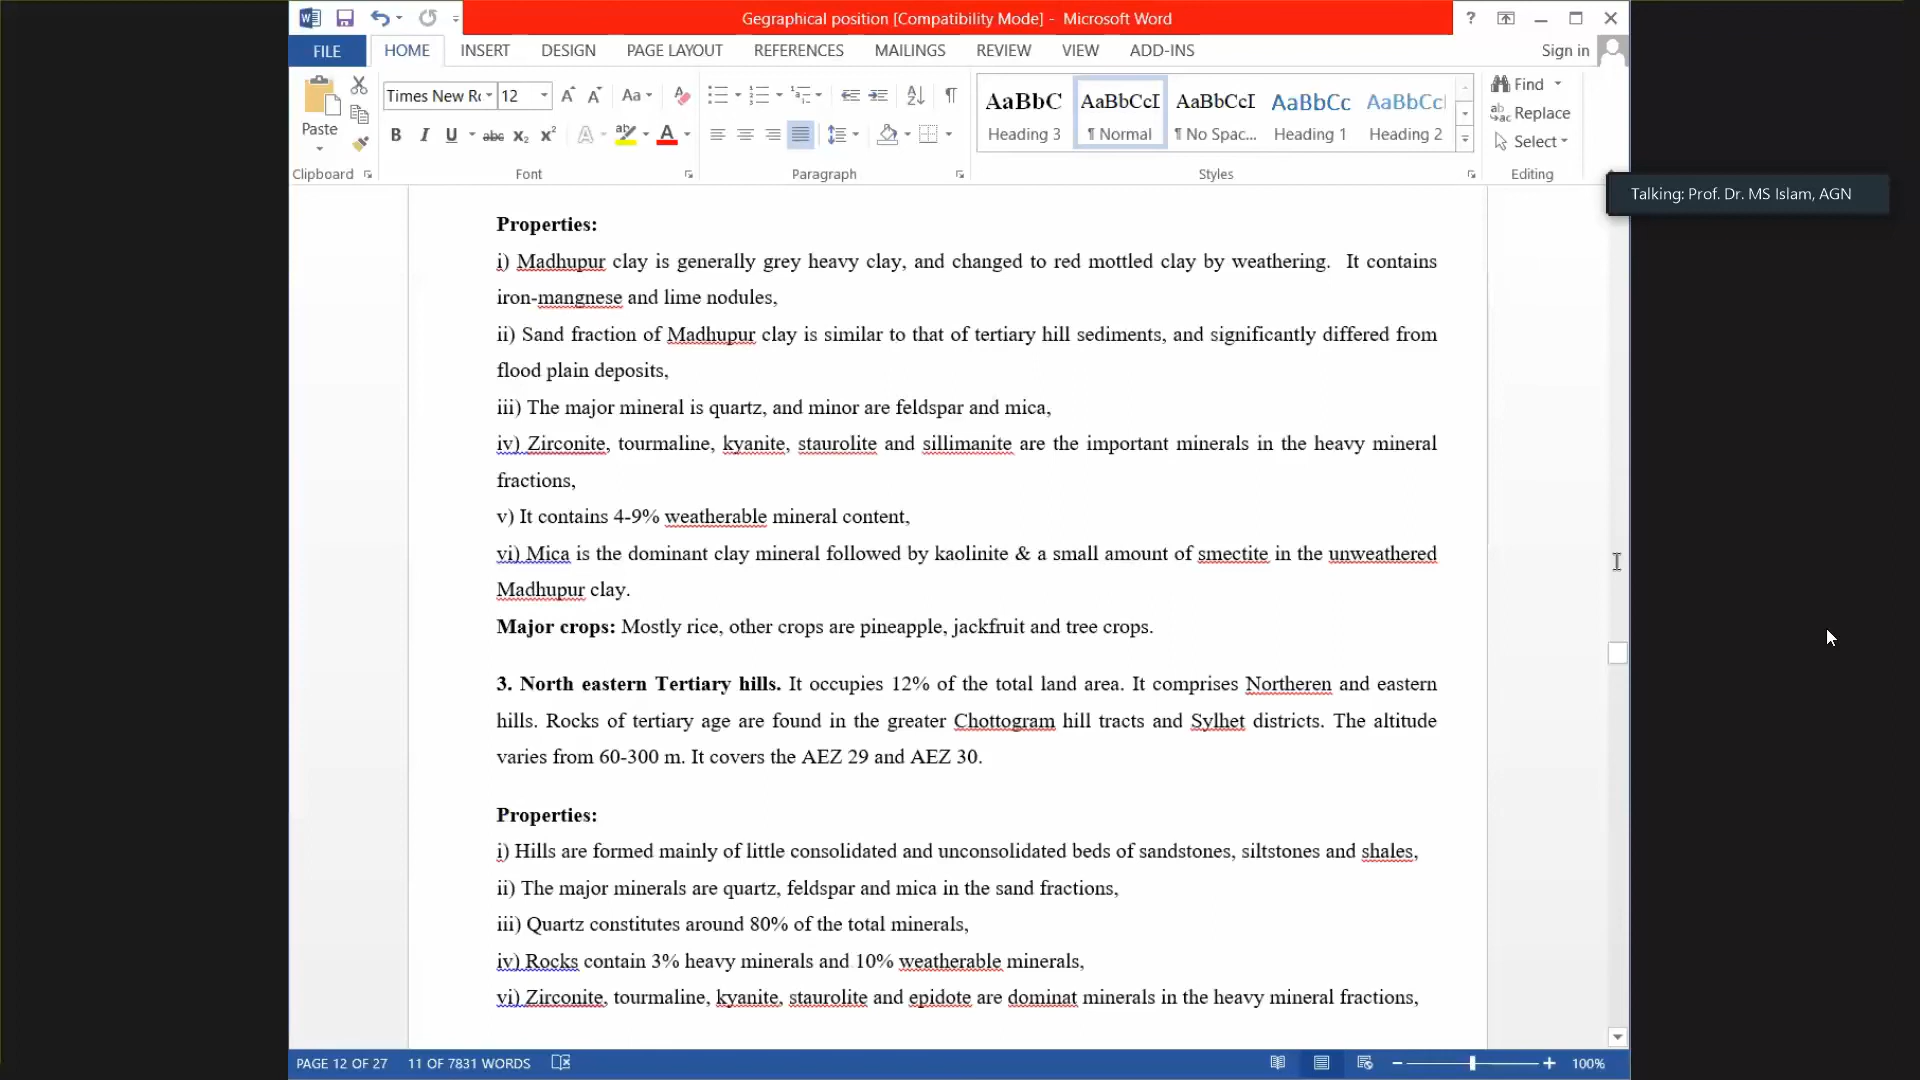 Gegraphical position [Compatibility Mode] - Microsoft Word
FILE HOME INSERT DESIGN PAGE LAYOUT REFERENCES MAILINGS REVIEW VIEW ADD-INS Sign in
Times New Ro 12 Aa
Paste
B I U abc X₂ X² A
AaBbC AaBbCcI AaBbCcI AaBbCc AaBbCcI
Heading 3 ¶ Normal ¶ No Spac... Heading 1 Heading 2
Find
Replace
Select
Clipboard Font Paragraph Styles Editing
Talking: Prof. Dr. MS Islam, AGN
Properties:
i) Madhupur clay is generally grey heavy clay, and changed to red mottled clay by weathering. It contains
iron-mangnese and lime nodules,
ii) Sand fraction of Madhupur clay is similar to that of tertiary hill sediments, and significantly differed from
flood plain deposits,
iii) The major mineral is quartz, and minor are feldspar and mica,
iv) Zirconite, tourmaline, kyanite, staurolite and sillimanite are the important minerals in the heavy mineral
fractions,
v) It contains 4-9% weatherable mineral content,
vi) Mica is the dominant clay mineral followed by kaolinite & a small amount of smectite in the unweathered
Madhupur clay.
Major crops: Mostly rice, other crops are pineapple, jackfruit and tree crops.
3. North eastern Tertiary hills. It occupies 12% of the total land area. It comprises Northeren and eastern
hills. Rocks of tertiary age are found in the greater Chottogram hill tracts and Sylhet districts. The altitude
varies from 60-300 m. It covers the AEZ 29 and AEZ 30.
Properties:
i) Hills are formed mainly of little consolidated and unconsolidated beds of sandstones, siltstones and shales,
ii) The major minerals are quartz, feldspar and mica in the sand fractions,
iii) Quartz constitutes around 80% of the total minerals,
iv) Rocks contain 3% heavy minerals and 10% weatherable minerals,
vi) Zirconite, tourmaline, kyanite, staurolite and epidote are dominat minerals in the heavy mineral fractions,
PAGE 12 OF 27 11 OF 7831 WORDS 100%